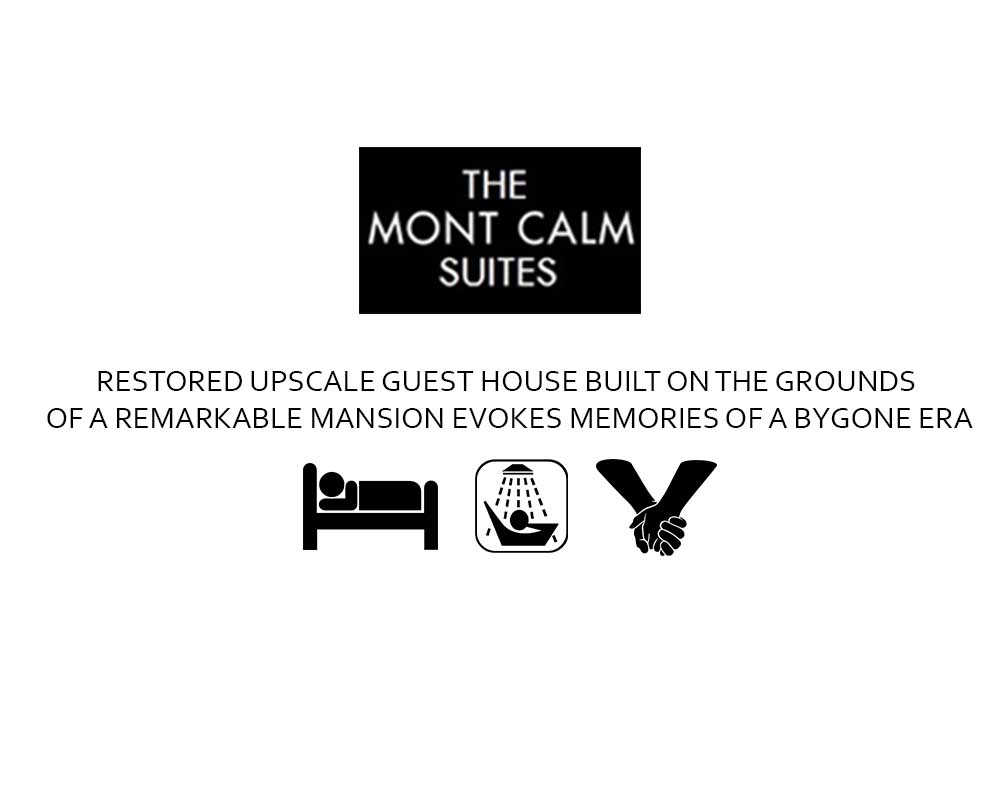 THE
MONT CALM
SUITES
RESTORED UPSCALE GUEST HOUSE BUILT ON THE GROUNDS
OF A REMARKABLE MANSION EVOKES MEMORIES OF A BYGONE ERA